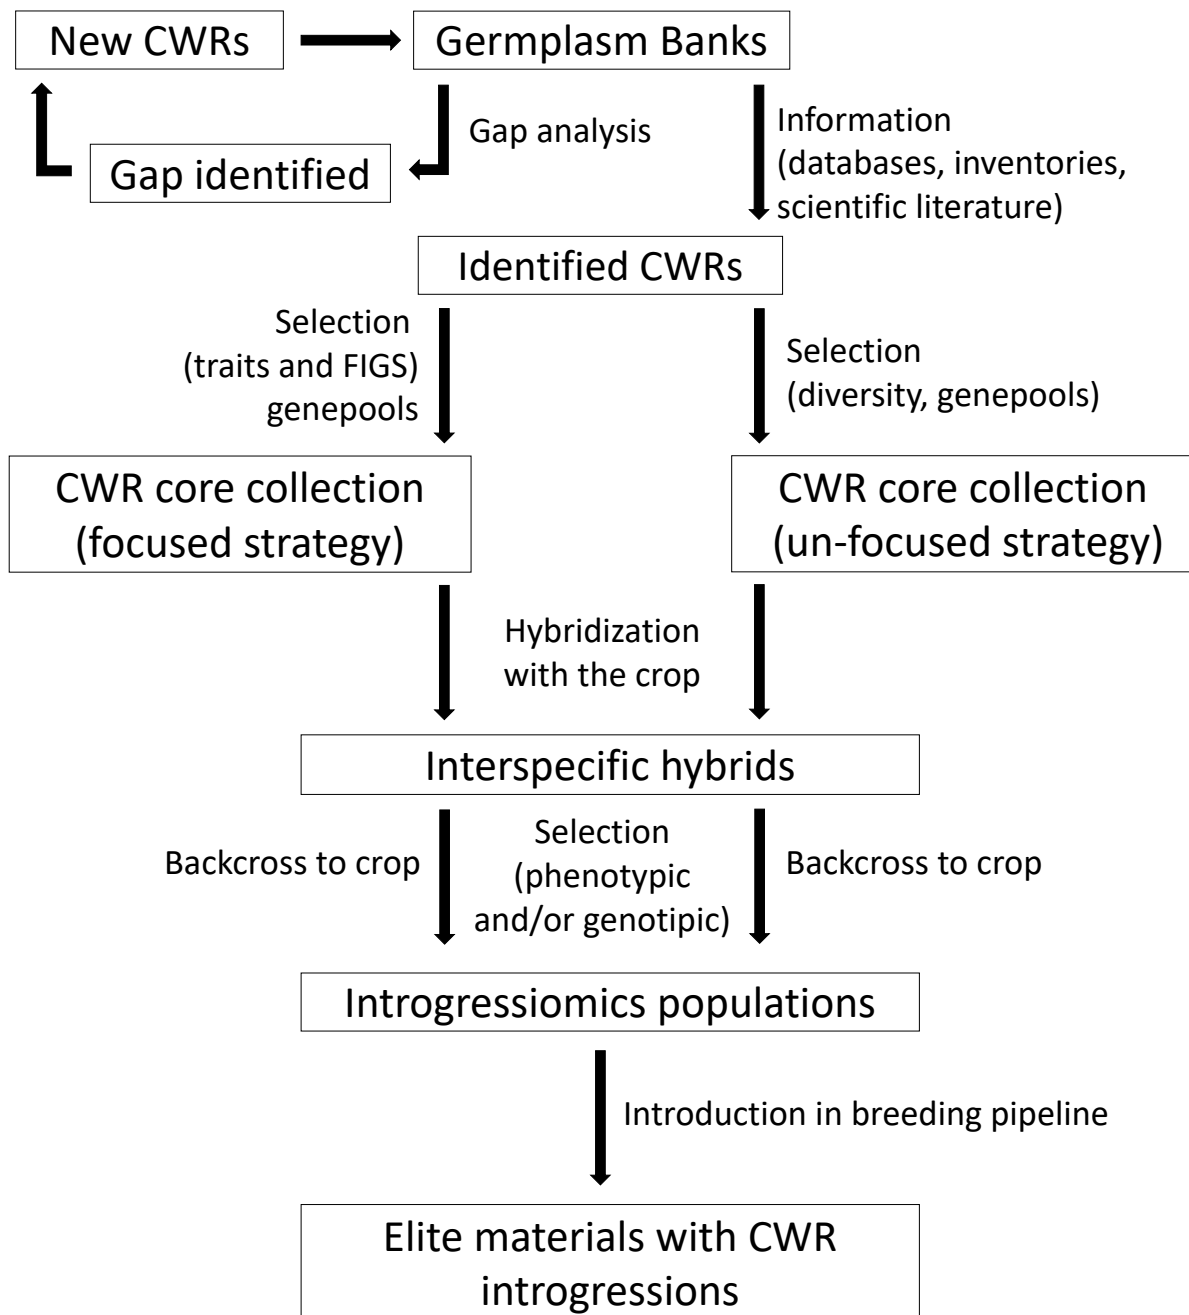 New CWRs
Germplasm Banks
Gap analysis
Gap identified
Information
(databases, inventories,
scientific literature)
Identified CWRs
Selection
(traits and FIGS)
genepools
Selection
(diversity, genepools)
CWR core collection
(focused strategy)
CWR core collection
(un-focused strategy)
Hybridization
with the crop
Interspecific hybrids
Backcross to crop
Selection
(phenotypic
and/or genotipic)
Backcross to crop
Introgressiomics populations
Introduction in breeding pipeline
Elite materials with CWR
introgressions